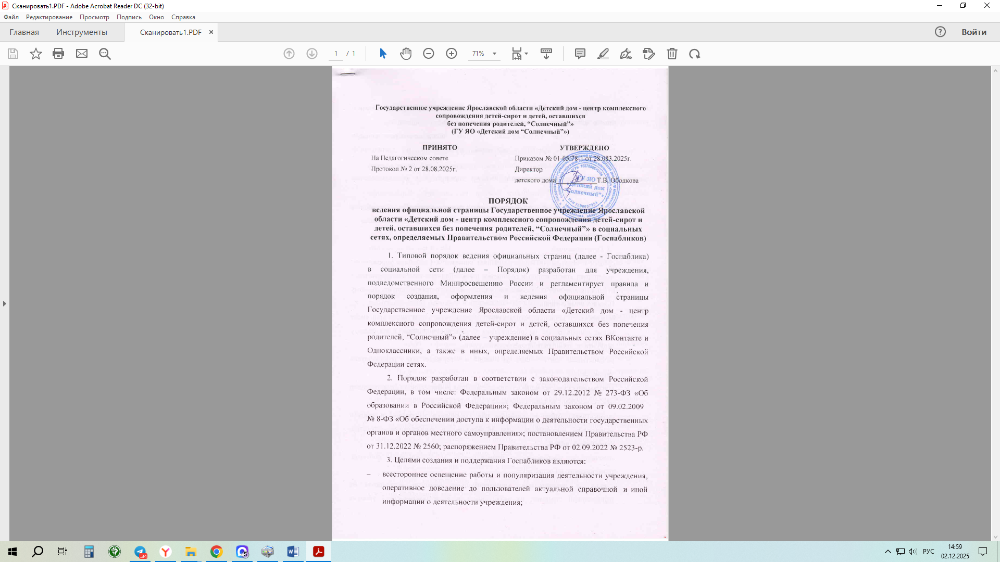 Сканировать1.PDF - Adobe Acrobat Reader DC (32-bit)
Файл Редактирование Просмотр Подпись Окно Справка
Главная Инструменты Сканировать1.PDF × Войти
1 / 1 71%
Государственное учреждение Ярославской области «Детский дом - центр комплексного
сопровождения детей-сирот и детей, оставшихся
без попечения родителей, “Солнечный”»
(ГУ ЯО «Детский дом “Солнечный”»)
ПРИНЯТО
На Педагогическом совете
Протокол № 2 от 28.08.2025г.
УТВЕРЖДЕНО
Приказом № 01-05/78-1 от 28.083.2025г.
Директор
детского дома Т.В. Ободкова
ГУ ЯО
«Детский дом
"Солнечный"»
ПОРЯДОК
ведения официальной страницы Государственное учреждение Ярославской
области «Детский дом - центр комплексного сопровождения детей-сирот и
детей, оставшихся без попечения родителей, “Солнечный”» в социальных
сетях, определяемых Правительством Российской Федерации (Госпабликов)
1. Типовой порядок ведения официальных страниц (далее - Госпаблика)
в социальной сети (далее – Порядок) разработан для учреждения,
подведомственного Минпросвещению России и регламентирует правила и
порядок создания, оформления и ведения официальной страницы
Государственное учреждение Ярославской области «Детский дом - центр
комплексного сопровождения детей-сирот и детей, оставшихся без попечения
родителей, “Солнечный”» (далее – учреждение) в социальных сетях ВКонтакте и
Одноклассники, а также в иных, определяемых Правительством Российской
Федерации сетях.
2. Порядок разработан в соответствии с законодательством Российской
Федерации, в том числе: Федеральным законом от 29.12.2012 № 273-ФЗ «Об
образовании в Российской Федерации»; Федеральным законом от 09.02.2009
№ 8-ФЗ «Об обеспечении доступа к информации о деятельности государственных
органов и органов местного самоуправления»; постановлением Правительства РФ
от 31.12.2022 № 2560; распоряжением Правительства РФ от 02.09.2022 № 2523-р.
3. Целями создания и поддержания Госпабликов являются:
– всестороннее освещение работы и популяризация деятельности учреждения,
оперативное доведение до пользователей актуальной справочной и иной
информации о деятельности учреждения;
34
5
РУС
14:59
02.12.2025